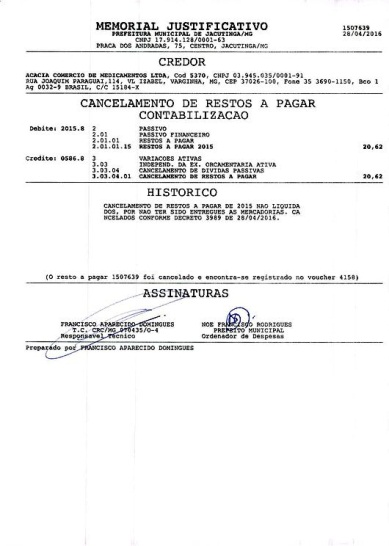 MEMORIAL JUSTIFICATIVO
PREFEITURA MUNICIPAL DE JACUTINGA/MG
CNPJ 17.914.128/0001-63
PRACA DOS ANDRADAS, 75, CENTRO, JACUTINGA/MG
1507639
28/04/2016
CREDOR
ACACIA COMERCIO DE MEDICAMENTOS LTDA, Cod 5370, CNPJ 03.945.035/0001-91
RUA JOAQUIM PARAGUAI,114, VL ISABEL, VARGINHA, MG, CEP 37026-100, Fone 35 3690-1150, Bco 1
Ag 0032-9 BRASIL, C/C 15184-X
CANCELAMENTO DE RESTOS A PAGAR
CONTABILIZACAO
Debito: 2015.8 2 PASSIVO
2.01 PASSIVO FINANCEIRO
2.01.01 RESTOS A PAGAR
2.01.01.15 RESTOS A PAGAR 2015 20,62
Credito: 0586.8 3 VARIACOES ATIVAS
3.03 INDEPEND. DA EX. ORCAMENTARIA ATIVA
3.03.04 CANCELAMENTO DE DIVIDAS PASSIVAS
3.03.04.01 CANCELAMENTO DE RESTOS A PAGAR 20,62
HISTORICO
CANCELAMENTO DE RESTOS A PAGAR DE 2015 NAO LIQUIDA
DOS, POR NAO TER SIDO ENTREGUES AS MERCADORIAS. CA
NCELADOS CONFORME DECRETO 3989 DE 28/04/2016.
(O resto a pagar 1507639 foi cancelado e encontra-se registrado no voucher 4158)
ASSINATURAS
FRANCISCO APARECIDO DOMINGUES
T.C. CRC/MG 070435/O-4
Responsavel Tecnico
NOE FRANCISCO RODRIGUES
PREFEITO MUNICIPAL
Ordenador de Despesas
Preparado por FRANCISCO APARECIDO DOMINGUES